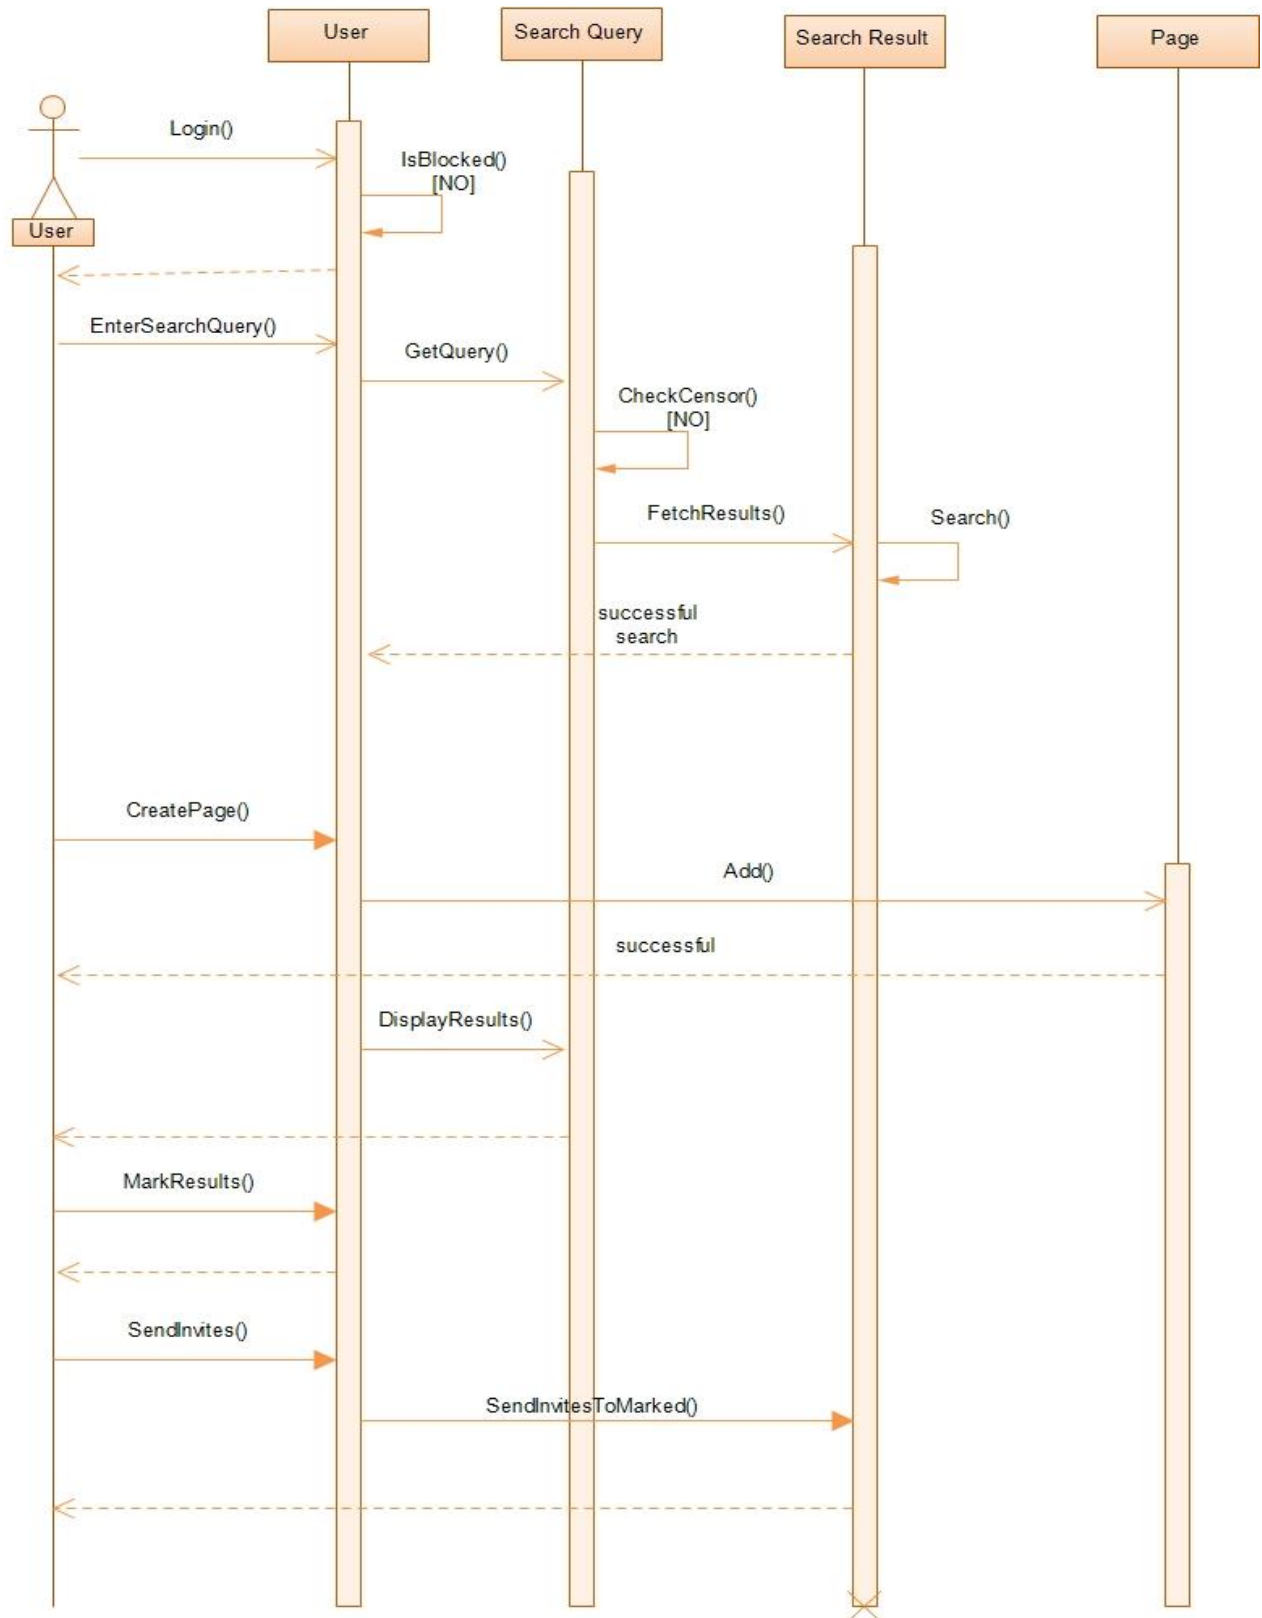 User
Search Query
Search Result
Page
Login()
IsBlocked()
[NO]
User
EnterSearchQuery()
GetQuery()
CheckCensor()
[NO]
FetchResults()
Search()
successful
search
CreatePage()
Add()
successful
DisplayResults()
MarkResults()
SendInvites()
SendInvitesToMarked()